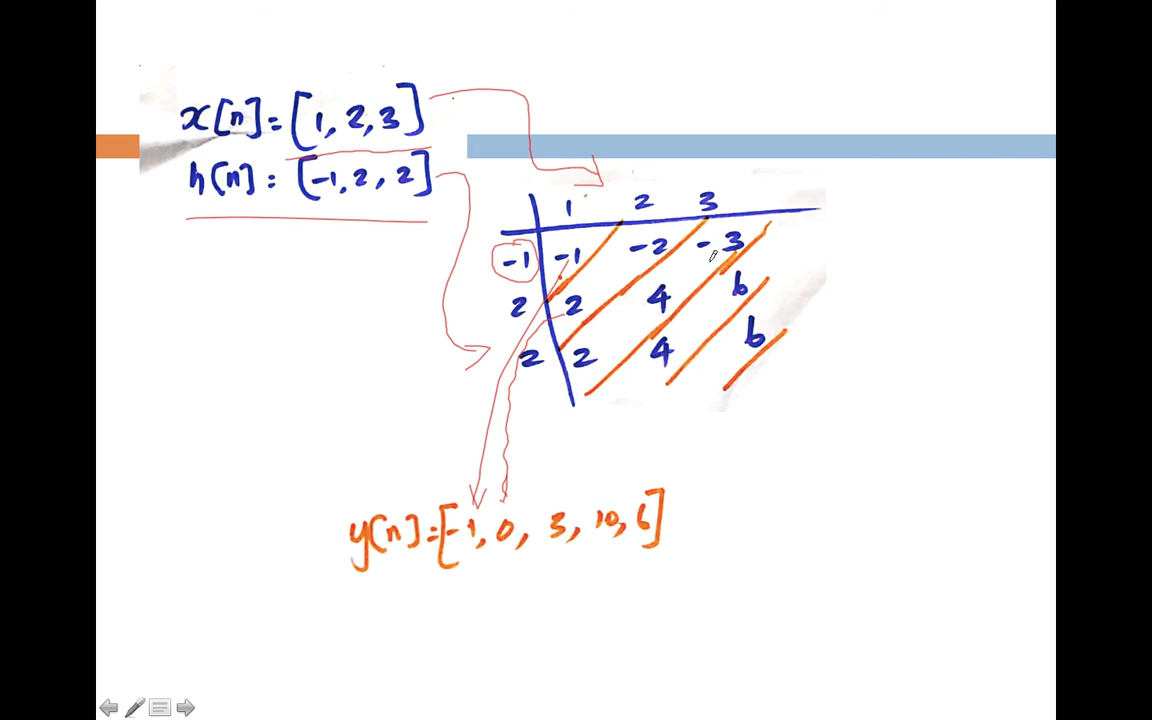 x[n]=[1,2,3]
h[n]=[-1,2,2]
1 2 3
-1 -1 -2 -3
2 2 4 6
2 2 4 6
y[n]=[-1,0,3,10,6]